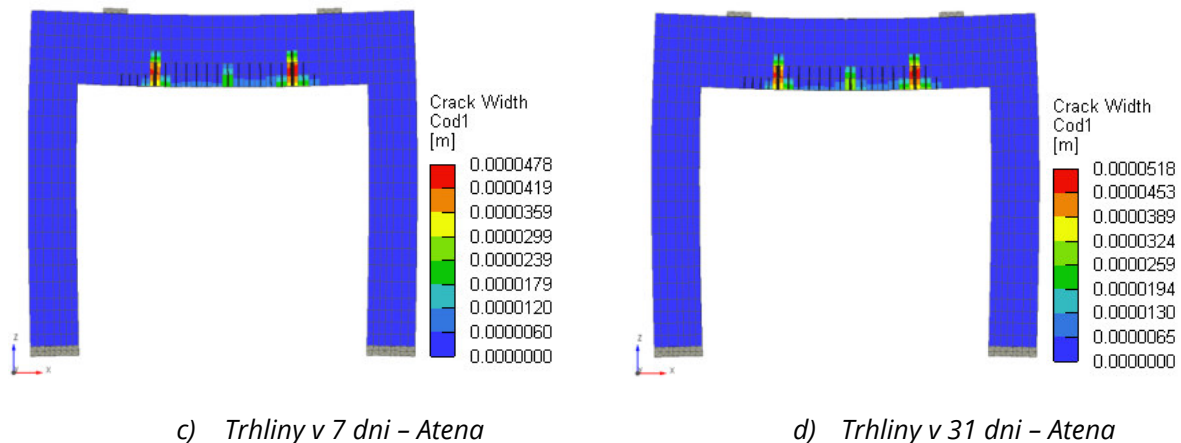 Crack Width
Cod1
[m]
0.0000478
0.0000419
0.0000359
0.0000299
0.0000239
0.0000179
0.0000120
0.0000060
0.0000000
z
x
Crack Width
Cod1
[m]
0.0000518
0.0000453
0.0000389
0.0000324
0.0000259
0.0000194
0.0000130
0.0000065
0.0000000
z
x
c) Trhliny v 7 dni – Atena
d) Trhliny v 31 dni – Atena